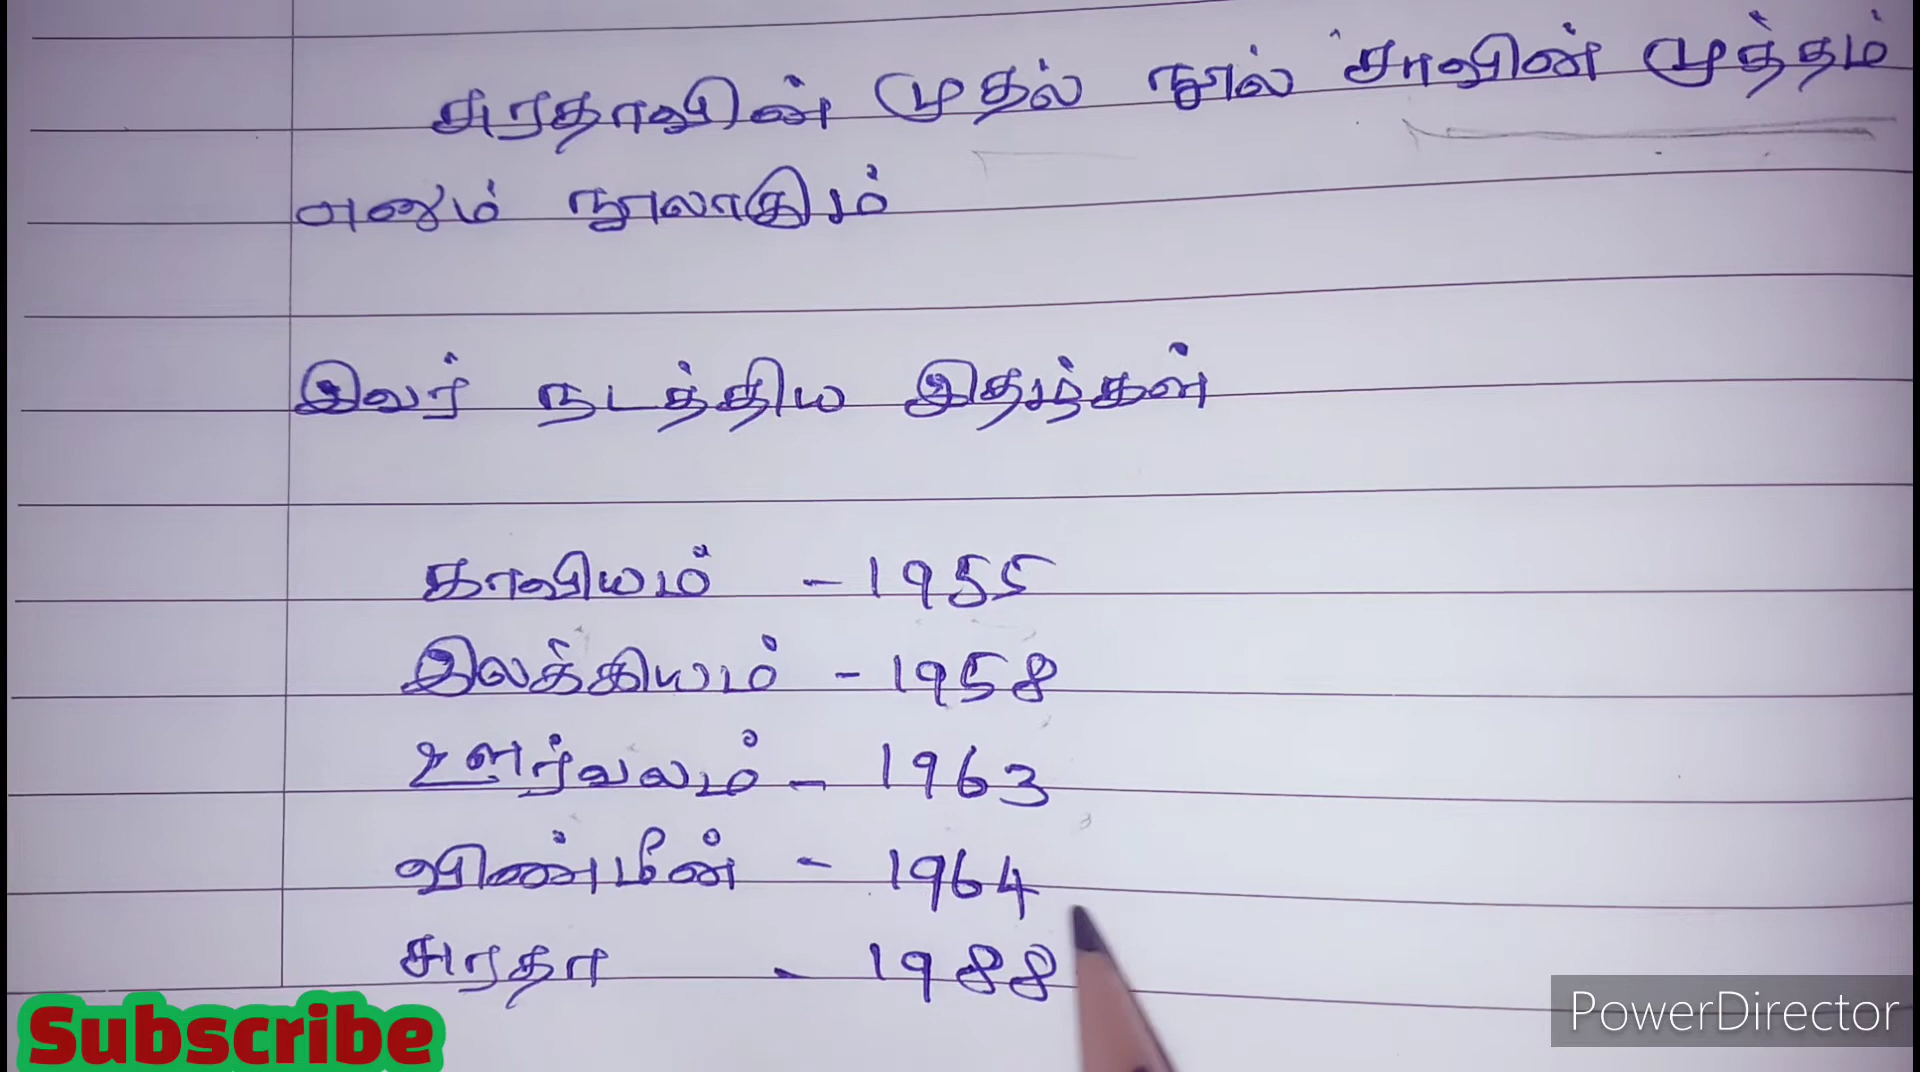 சுரதாவின் முதல் நூல் சாவின் முத்தம்
எனும் நூலாகும்
இவர் நடத்திய இதழ்கள்
காவியம் - 1955
இலக்கியம் - 1958
ஊர்வலம் - 1963
விண்மீன் - 1964
சுரதா - 1988
Subscribe
PowerDirector